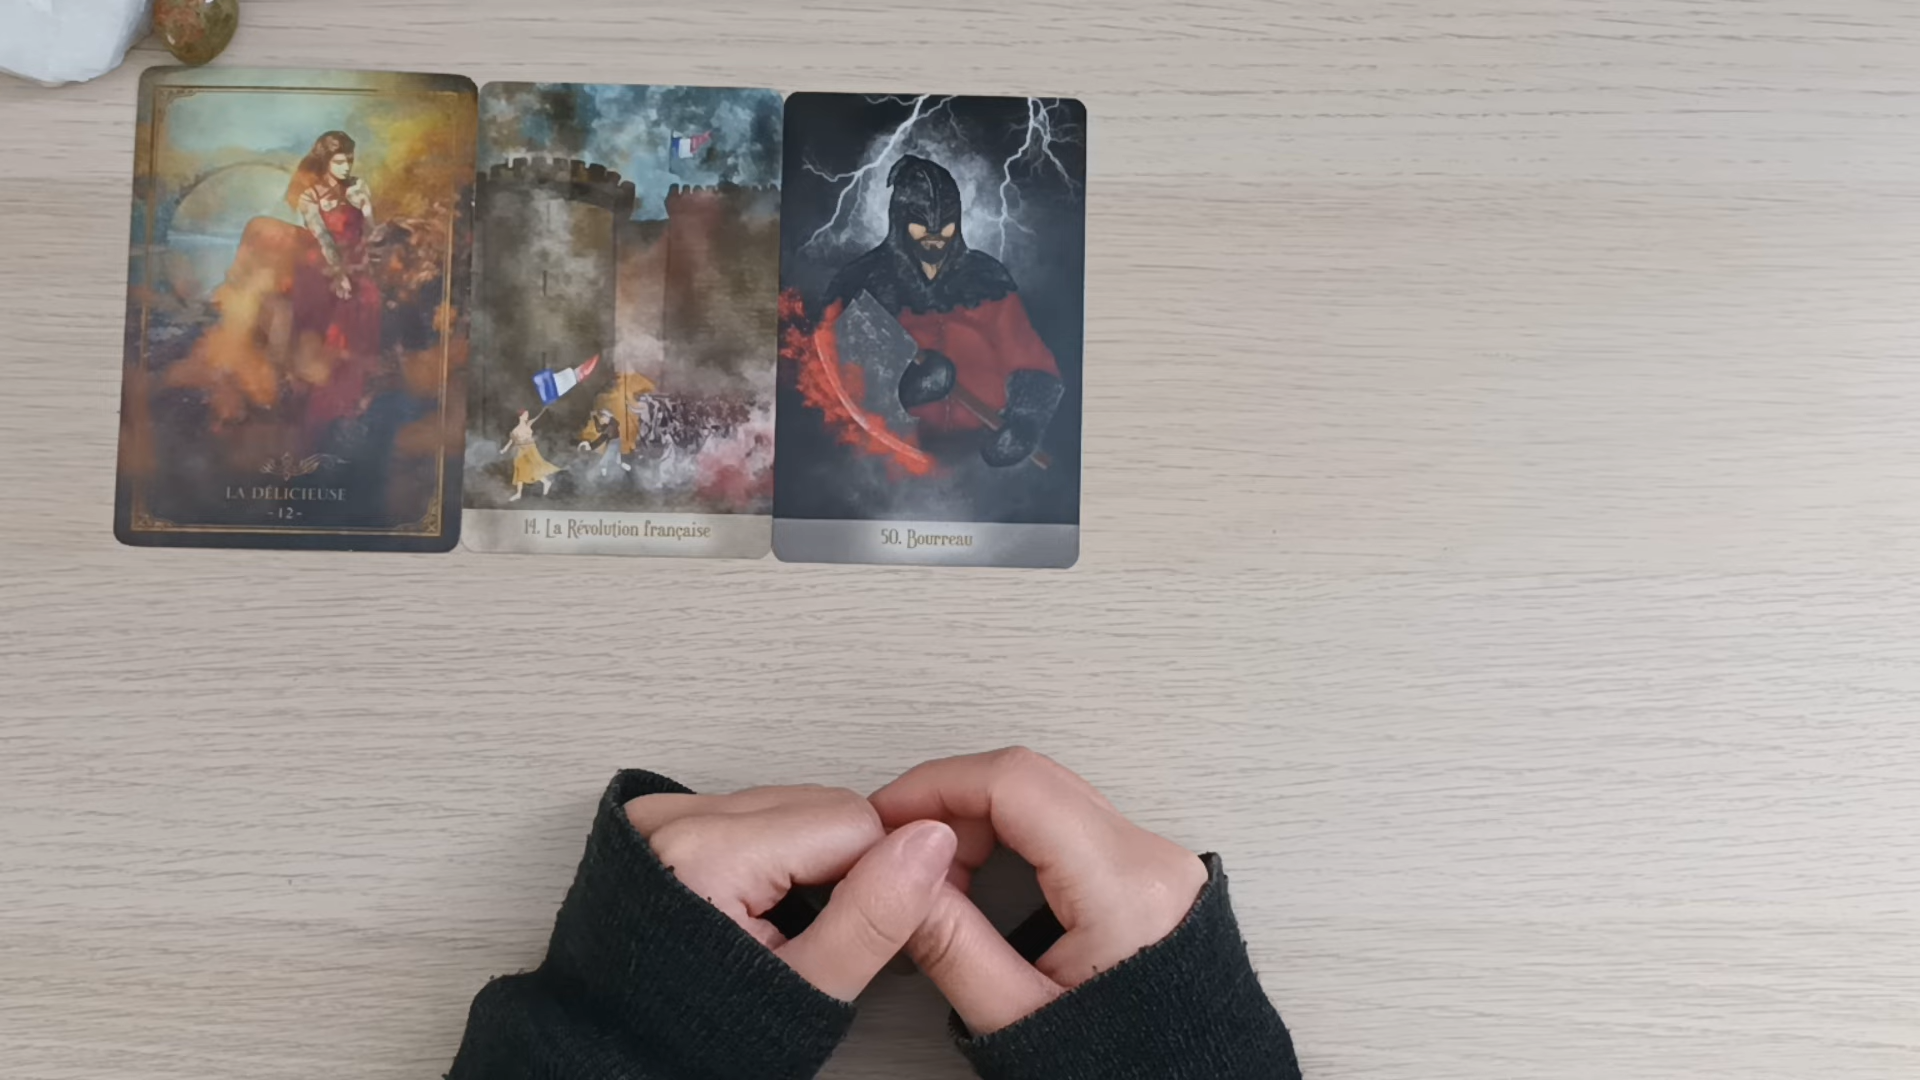 LA DÉLICIEUSE
-12-
14. La Révolution française
50. Bourreau